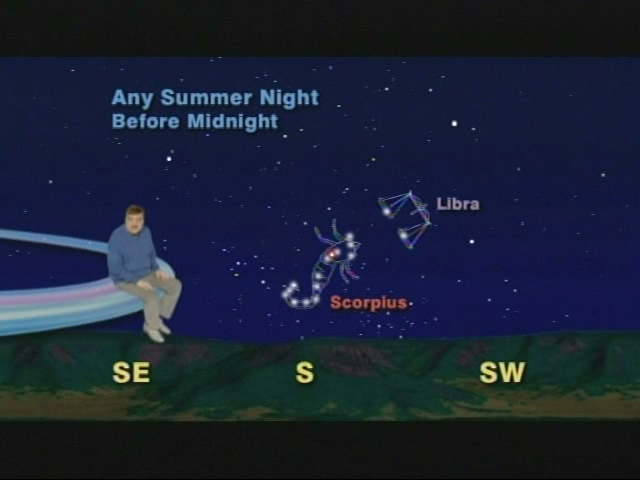 Any Summer Night
Before Midnight
Libra
Scorpius
SE
S
SW